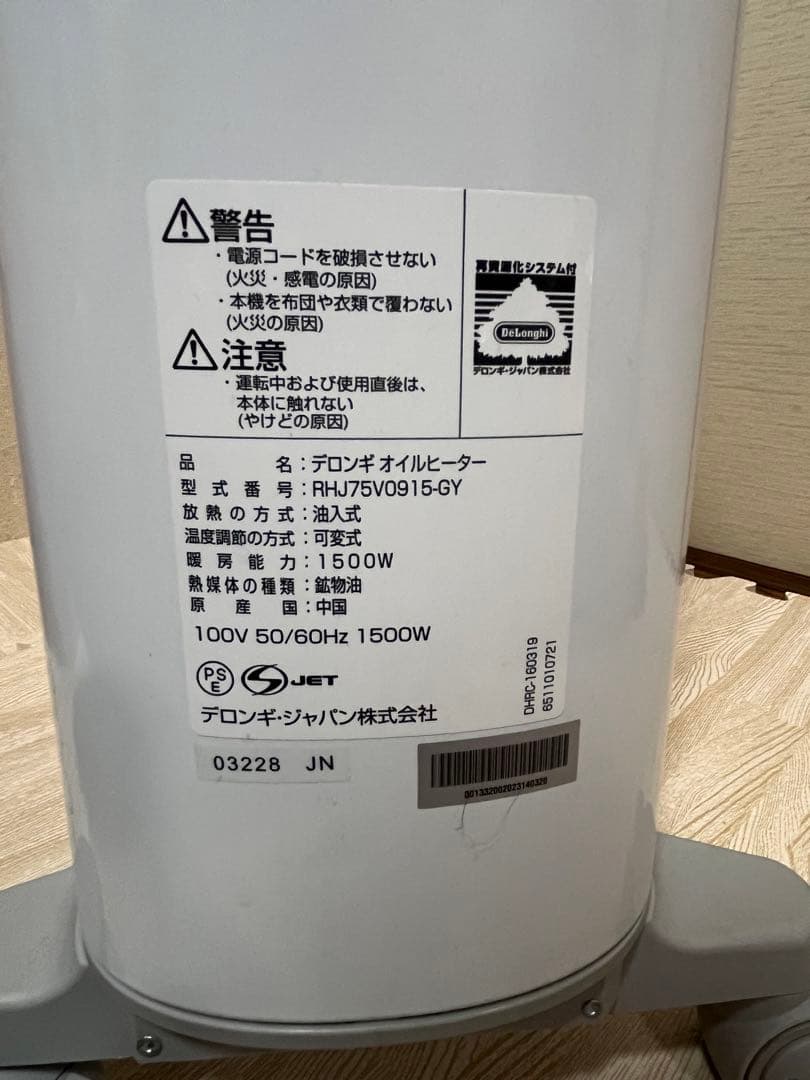 警告
・電源コードを破損させない
(火災・感電の原因)
・本機を布団や衣類で覆わない
(火災の原因)
注意
・運転中および使用直後は、
本体に触れない
(やけどの原因)
再資源化システム付
DeLonghi
デロンギ・ジャパン株式会社
品名:デロンギ オイルヒーター
型式番号:RHJ75V0915-GY
放熱の方式:油入式
温度調節の方式:可変式
暖房能力:1500W
熱媒体の種類:鉱物油
原産国:中国
100V 50/60Hz 1500W
PSE
S JET
デロンギ・ジャパン株式会社
DHRC-160319
6511010721
03228 JN
001332002023140320